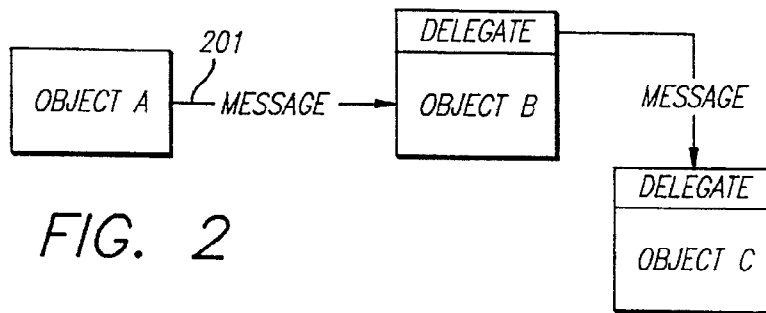 201
DELEGATE
OBJECT A
MESSAGE
OBJECT B
MESSAGE
DELEGATE
OBJECT C
FIG. 2